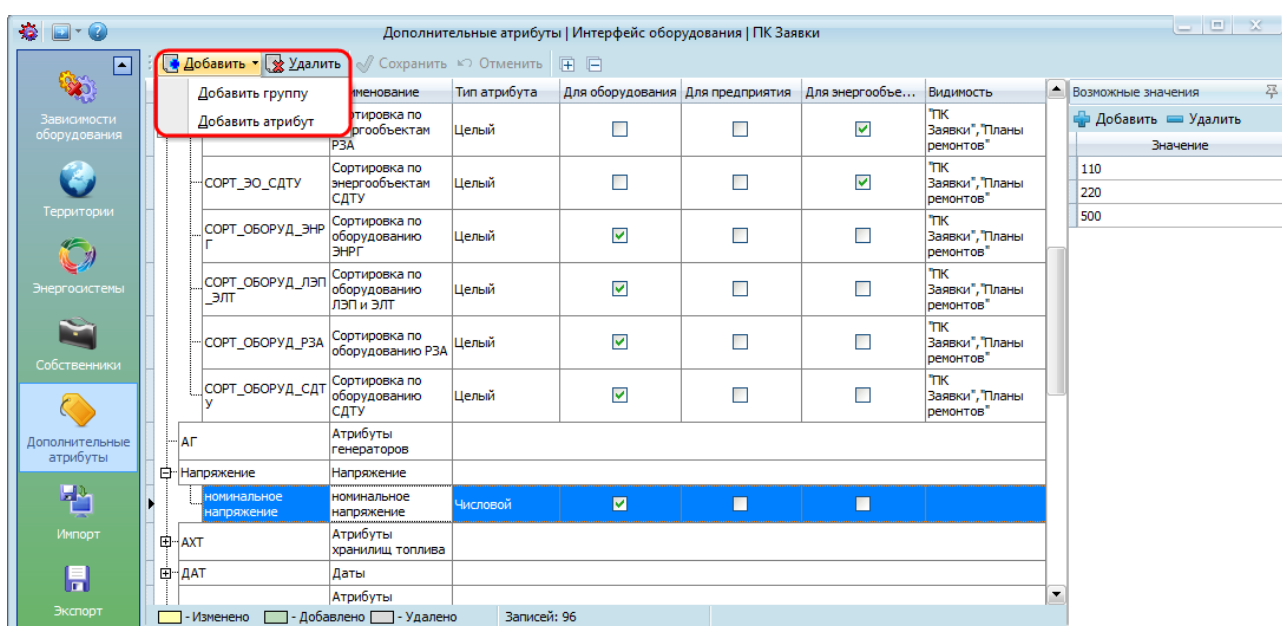 Дополнительные атрибуты | Интерфейс оборудования | ПК Заявки
Добавить Удалить Сохранить Отменить
Добавить группу
Добавить атрибут
именование Тип атрибута Для оборудования Для предприятия Для энергообъе... Видимость
Зависимости
оборудования
Территории
Энергосистемы
Собственники
Дополнительные
атрибуты
Импорт
Экспорт
РЗА
Целый
"ПК
Заявки","Планы
ремонтов"
СОРТ_ЭО_СДТУ
Сортировка по
энергообъектам
СДТУ
Целый
"ПК
Заявки","Планы
ремонтов"
СОРТ_ОБОРУД_ЭНР
Г
Сортировка по
оборудованию
ЭНРГ
Целый
"ПК
Заявки","Планы
ремонтов"
СОРТ_ОБОРУД_ЛЭП
_ЭЛТ
Сортировка по
оборудованию
ЛЭП и ЭЛТ
Целый
"ПК
Заявки","Планы
ремонтов"
СОРТ_ОБОРУД_РЗА
Сортировка по
оборудованию РЗА
Целый
"ПК
Заявки","Планы
ремонтов"
СОРТ_ОБОРУД_СДТ
У
Сортировка по
оборудованию
СДТУ
Целый
"ПК
Заявки","Планы
ремонтов"
АГ
Атрибуты
генераторов
Напряжение Напряжение
номинальное
напряжение
номинальное
напряжение
Числовой
АХТ
Атрибуты
хранилищ топлива
ДАТ Даты
Атрибуты
- Изменено - Добавлено - Удалено Записей: 96
Возможные значения
Добавить Удалить
Значение
110
220
500